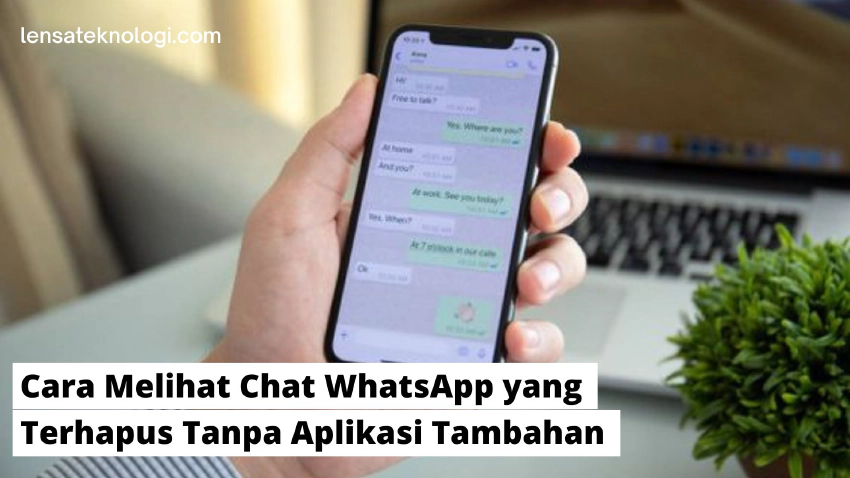 lensateknologi.com
Hi!
Free to talk?
Yes. Where are you?
At home
And you?
At work. See you today?
Yes, When?
At 7 o'clock in our cafe
Ok
Cara Melihat Chat WhatsApp yang
Terhapus Tanpa Aplikasi Tambahan